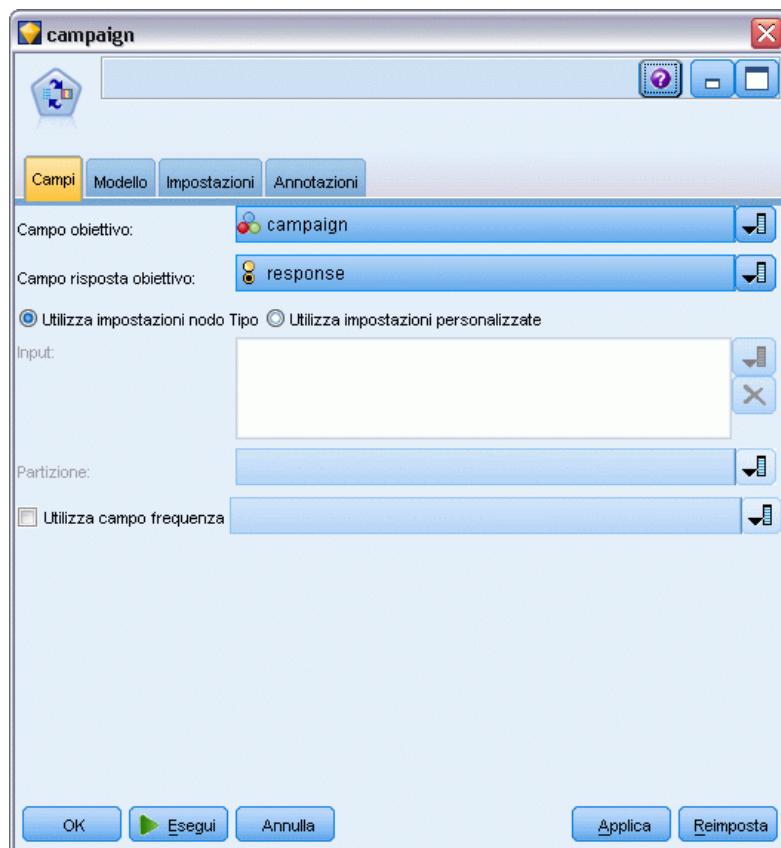 campaign
Campi Modello Impostazioni Annotazioni
Campo obiettivo: campaign
Campo risposta obiettivo: response
Utilizza impostazioni nodo Tipo Utilizza impostazioni personalizzate
Input:
Partizione:
Utilizza campo frequenza
OK Esegui Annulla Applica Reimposta